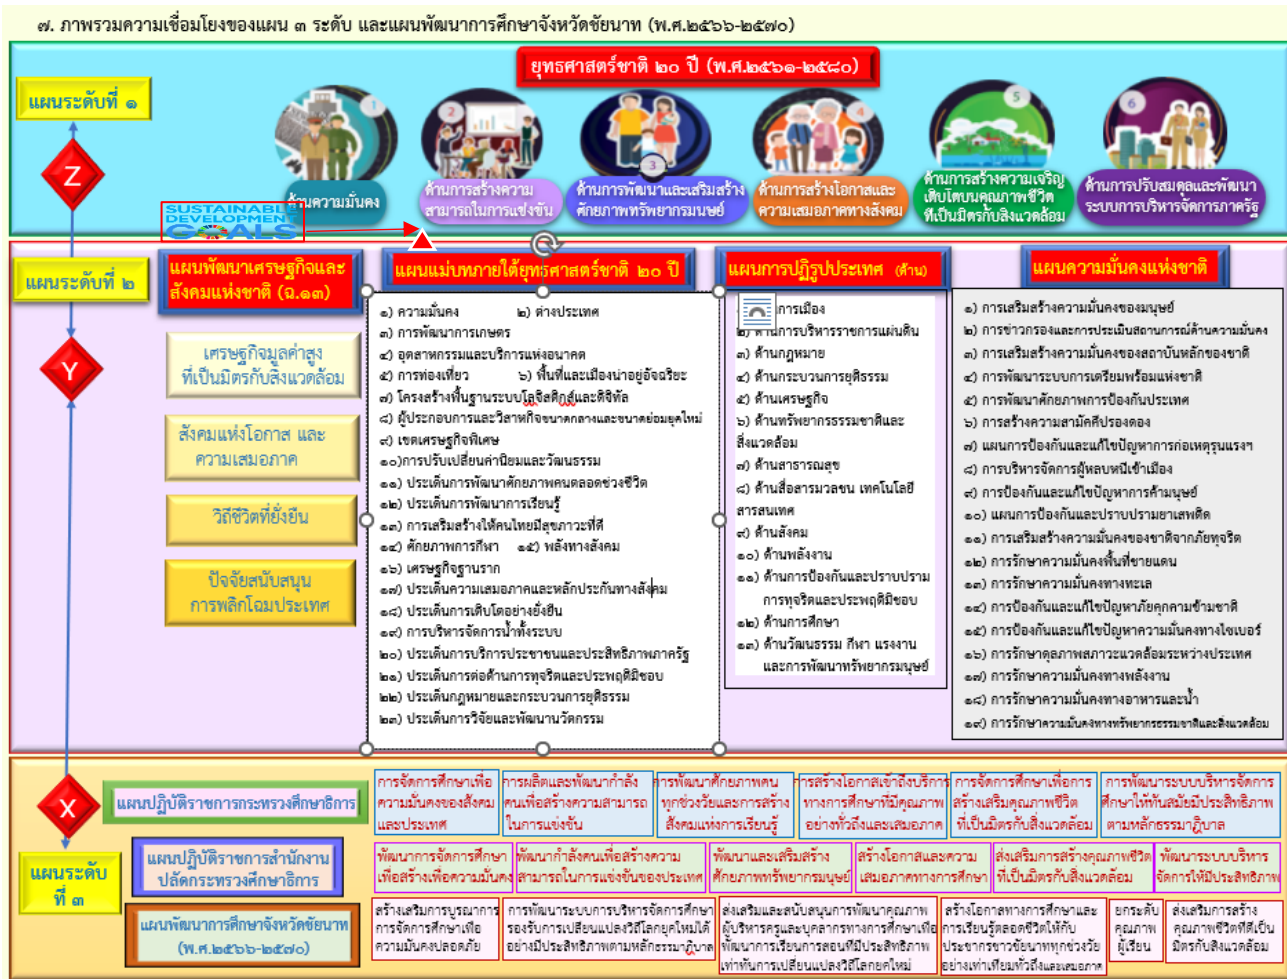 ๗. ภาพรวมความเชื่อมโยงของแผน ๓ ระดับ และแผนพัฒนาการศึกษาจังหวัดชัยนาท (พ.ศ.๒๕๖๖-๒๕๗๐)
ยุทธศาสตร์ชาติ ๒๐ ปี (พ.ศ.๒๕๖๑-๒๕๘๐)
แผนระดับที่ ๑
Z
1
ด้านความมั่นคง
2
ด้านการสร้างความ
สามารถในการแข่งขัน
3
ด้านการพัฒนาและเสริมสร้าง
ศักยภาพทรัพยากรมนุษย์
4
ด้านการสร้างโอกาสและ
ความเสมอภาคทางสังคม
5
ด้านการสร้างความเจริญ
เติบโตบนคุณภาพชีวิต
ที่เป็นมิตรกับสิ่งแวดล้อม
6
ด้านการปรับสมดุลและพัฒนา
ระบบการบริหารจัดการภาครัฐ
SUSTAINABLE
DEVELOPMENT
GOALS
แผนระดับที่ ๒
Y
แผนพัฒนาเศรษฐกิจและ
สังคมแห่งชาติ (ฉ.๑๓)
เศรษฐกิจมูลค่าสูง
ที่เป็นมิตรกับสิ่งแวดล้อม
สังคมแห่งโอกาส และ
ความเสมอภาค
วิถีชีวิตที่ยั่งยืน
ปัจจัยสนับสนุน
การพลิกโฉมประเทศ
แผนแม่บทภายใต้ยุทธศาสตร์ชาติ ๒๐ ปี
๑) ความมั่นคง ๒) ต่างประเทศ
๓) การพัฒนาการเกษตร
๔) อุตสาหกรรมและบริการแห่งอนาคต
๕) การท่องเที่ยว ๖) พื้นที่และเมืองน่าอยู่อัจฉริยะ
๗) โครงสร้างพื้นฐานระบบโลจิสติกส์และดิจิทัล
๘) ผู้ประกอบการและวิสาหกิจขนาดกลางและขนาดย่อมยุคใหม่
๙) เขตเศรษฐกิจพิเศษ
๑๐)การปรับเปลี่ยนค่านิยมและวัฒนธรรม
๑๑) ประเด็นการพัฒนาศักยภาพคนตลอดช่วงชีวิต
๑๒) ประเด็นการพัฒนาการเรียนรู้
๑๓) การเสริมสร้างให้คนไทยมีสุขภาวะที่ดี
๑๔) ศักยภาพการกีฬา ๑๕) พลังทางสังคม
๑๖) เศรษฐกิจฐานราก
๑๗) ประเด็นความเสมอภาคและหลักประกันทางสังคม
๑๘) ประเด็นการเติบโตอย่างยั่งยืน
๑๙) การบริหารจัดการน้ำทั้งระบบ
๒๐) ประเด็นการบริการประชาชนและประสิทธิภาพภาครัฐ
๒๑) ประเด็นการต่อต้านการทุจริตและประพฤติมิชอบ
๒๒) ประเด็นกฎหมายและกระบวนการยุติธรรม
๒๓) ประเด็นการวิจัยและพัฒนานวัตกรรม
แผนการปฏิรูปประเทศ (ด้าน)
การเมือง
๒) ด้านการบริหารราชการแผ่นดิน
๓) ด้านกฎหมาย
๔) ด้านกระบวนการยุติธรรม
๕) ด้านเศรษฐกิจ
๖) ด้านทรัพยากรธรรมชาติและ
สิ่งแวดล้อม
๗) ด้านสาธารณสุข
๘) ด้านสื่อสารมวลชน เทคโนโลยี
สารสนเทศ
๙) ด้านสังคม
๑๐) ด้านพลังงาน
๑๑) ด้านการป้องกันและปราบปราม
การทุจริตและประพฤติมิชอบ
๑๒) ด้านการศึกษา
๑๓) ด้านวัฒนธรรม กีฬา แรงงาน
และการพัฒนาทรัพยากรมนุษย์
แผนความมั่นคงแห่งชาติ
๑) การเสริมสร้างความมั่นคงของมนุษย์
๒) การข่าวกรองและการประเมินสถานการณ์ด้านความมั่นคง
๓) การเสริมสร้างความมั่นคงของสถาบันหลักของชาติ
๔) การพัฒนาระบบการเตรียมพร้อมแห่งชาติ
๕) การพัฒนาศักยภาพการป้องกันประเทศ
๖) การสร้างความสามัคคีปรองดอง
๗) แผนการป้องกันและแก้ไขปัญหาการก่อเหตุรุนแรงฯ
๘) การบริหารจัดการผู้หลบหนีเข้าเมือง
๙) การป้องกันและแก้ไขปัญหาการค้ามนุษย์
๑๐) แผนการป้องกันและปราบปรามยาเสพติด
๑๑) การเสริมสร้างความมั่นคงของชาติจากภัยทุจริต
๑๒) การรักษาความมั่นคงพื้นที่ชายแดน
๑๓) การรักษาความมั่นคงทางทะเล
๑๔) การป้องกันและแก้ไขปัญหาภัยคุกคามข้ามชาติ
๑๕) การป้องกันและแก้ไขปัญหาความมั่นคงทางไซเบอร์
๑๖) การรักษาดุลภาพสภาวะแวดล้อมระหว่างประเทศ
๑๗) การรักษาความมั่นคงทางพลังงาน
๑๘) การรักษาความมั่นคงทางอาหารและน้ำ
๑๙) การรักษาความมั่นคงทางทรัพยากรธรรมชาติและสิ่งแวดล้อม
X
แผนระดับ
ที่ ๓
แผนปฏิบัติราชการกระทรวงศึกษาธิการ
การจัดการศึกษาเพื่อ
ความมั่นคงของสังคม
และประเทศ
การผลิตและพัฒนากำลัง
คนเพื่อสร้างความสามารถ
ในการแข่งขัน
การพัฒนาศักยภาพคน
ทุกช่วงวัยและการสร้าง
สังคมแห่งการเรียนรู้
การสร้างโอกาสเข้าถึงบริการ
ทางการศึกษาที่มีคุณภาพ
อย่างทั่วถึงและเสมอภาค
การจัดการศึกษาเพื่อการ
สร้างเสริมคุณภาพชีวิต
ที่เป็นมิตรกับสิ่งแวดล้อม
การพัฒนาระบบบริหารจัดการ
ศึกษาให้ทันสมัยมีประสิทธิภาพ
ตามหลักธรรมาภิบาล
แผนปฏิบัติราชการสำนักงาน
ปลัดกระทรวงศึกษาธิการ
พัฒนาการจัดการศึกษา
เพื่อสร้างเพื่อความมั่นคง
พัฒนากำลังคนเพื่อสร้างความ
สามารถในการแข่งขันของประเทศ
พัฒนาและเสริมสร้าง
ศักยภาพทรัพยากรมนุษย์
สร้างโอกาสและความ
เสมอภาคทางการศึกษา
ส่งเสริมการสร้างคุณภาพชีวิต
ที่เป็นมิตรกับสิ่งแวดล้อม
พัฒนาระบบบริหาร
จัดการให้มีประสิทธิภาพ
แผนพัฒนาการศึกษาจังหวัดชัยนาท
(พ.ศ.๒๕๖๖-๒๕๗๐)
สร้างเสริมการบูรณาการ
การจัดการศึกษาเพื่อ
ความมั่นคงปลอดภัย
การพัฒนาระบบการบริหารจัดการศึกษา
รองรับการเปลี่ยนแปลงวิถีโลกยุคใหม่ได้
อย่างมีประสิทธิภาพตามหลักธรรมาภิบาล
ส่งเสริมและสนับสนุนการพัฒนาคุณภาพ
ผู้บริหารครูและบุคลากรทางการศึกษาเพื่อ
พัฒนาการเรียนการสอนที่มีประสิทธิภาพ
เท่าทันการเปลี่ยนแปลงวิถีโลกยุคใหม่
สร้างโอกาสทางการศึกษาและ
การเรียนรู้ตลอดชีวิตให้กับ
ประชากรชาวชัยนาททุกช่วงวัย
อย่างเท่าเทียมทั่วถึงและเสมอภาค
ยกระดับ
คุณภาพ
ผู้เรียน
ส่งเสริมการสร้าง
คุณภาพชีวิตที่ดีเป็น
มิตรกับสิ่งแวดล้อม